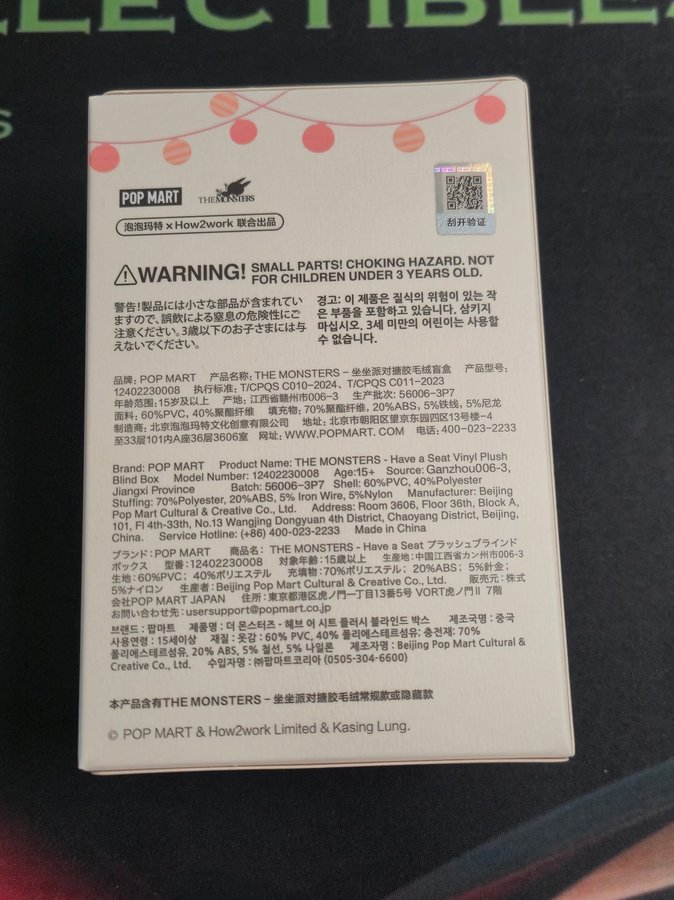 LECTIBLE
S
POP MART
THE MONSTERS
泡泡玛特 × How2work 联合出品
刮开验证
WARNING! SMALL PARTS! CHOKING HAZARD. NOT
FOR CHILDREN UNDER 3 YEARS OLD.
警告!製品には小さな部品が含まれてい
ますので、誤飲による窒息の危険性にご
注意ください。3歳以下のお子さまには与
えないでください。
경고: 이 제품은 질식의 위험이 있는 작
은 부품을 포함하고 있습니다. 삼키지
마십시오. 3세 미만의 어린이는 사용할
수 없습니다.
品牌: POP MART 产品名称: THE MONSTERS – 坐坐派对搪胶毛绒盲盒 产品型号:
12402230008 执行标准: T/CPQS C010–2024、T/CPQS C011–2023
年龄范围: 15岁及以上 产地: 江西省赣州市006-3 生产批次: 56006-3P7
面料: 60%PVC, 40%聚酯纤维 填充物: 70%聚酯纤维, 20%ABS, 5%铁线, 5%尼龙
制造商: 北京泡泡玛特文化创意有限公司 地址: 北京市朝阳区望京东园四区13号楼-4
至33层101内A座36层3606室 网址: WWW.POPMART.COM 电话: 400-023-2233
Brand: POP MART Product Name: THE MONSTERS - Have a Seat Vinyl Plush
Blind Box Model Number: 12402230008 Age:15+ Source: Ganzhou006-3,
Jiangxi Province Batch: 56006-3P7 Shell: 60%PVC, 40%Polyester
Stuffing: 70%Polyester, 20%ABS, 5% Iron Wire, 5%Nylon Manufacturer: Beijing
Pop Mart Cultural & Creative Co., Ltd. Address: Room 3606, Floor 36th, Block A,
101, Fl 4th-33th, No.13 Wangjing Dongyuan 4th District, Chaoyang District, Beijing,
China. Service Hotline: (+86) 400-023-2233 Made in China
ブランド: POP MART 商品名: THE MONSTERS - Have a Seat プラッシュブラインド
ボックス 型番: 12402230008 対象年齢: 15歳以上 生産地: 中国江西省カン州市006-3
生地: 60%PVC; 40%ポリエステル 充填物: 70%ポリエステル; 20%ABS; 5%針金;
5%ナイロン 生産者: Beijing Pop Mart Cultural & Creative Co., Ltd. 販売元: 株式
会社POP MART JAPAN 住所: 東京都港区虎ノ門一丁目13番5号 VORT虎ノ門II 7階
お問い合わせ先: usersupport@popmart.co.jp
브랜드 : 팝마트 제품명 : 더 몬스터즈 - 헤브 어 시트 플러시 블라인드 박스 제조국명 : 중국
사용연령 : 15세이상 재질 : 옷감 : 60% PVC, 40% 폴리에스테르섬유: 충전제: 70%
폴리에스테르섬유, 20% ABS, 5% 철선, 5% 나일론 제조자명 : Beijing Pop Mart Cultural &
Creative Co., Ltd. 수입자명 : ㈜팝마트코리아 (0505-304-6600)
本产品含有THE MONSTERS – 坐坐派对搪胶毛绒常规款或隐藏款
© POP MART & How2work Limited & Kasing Lung.